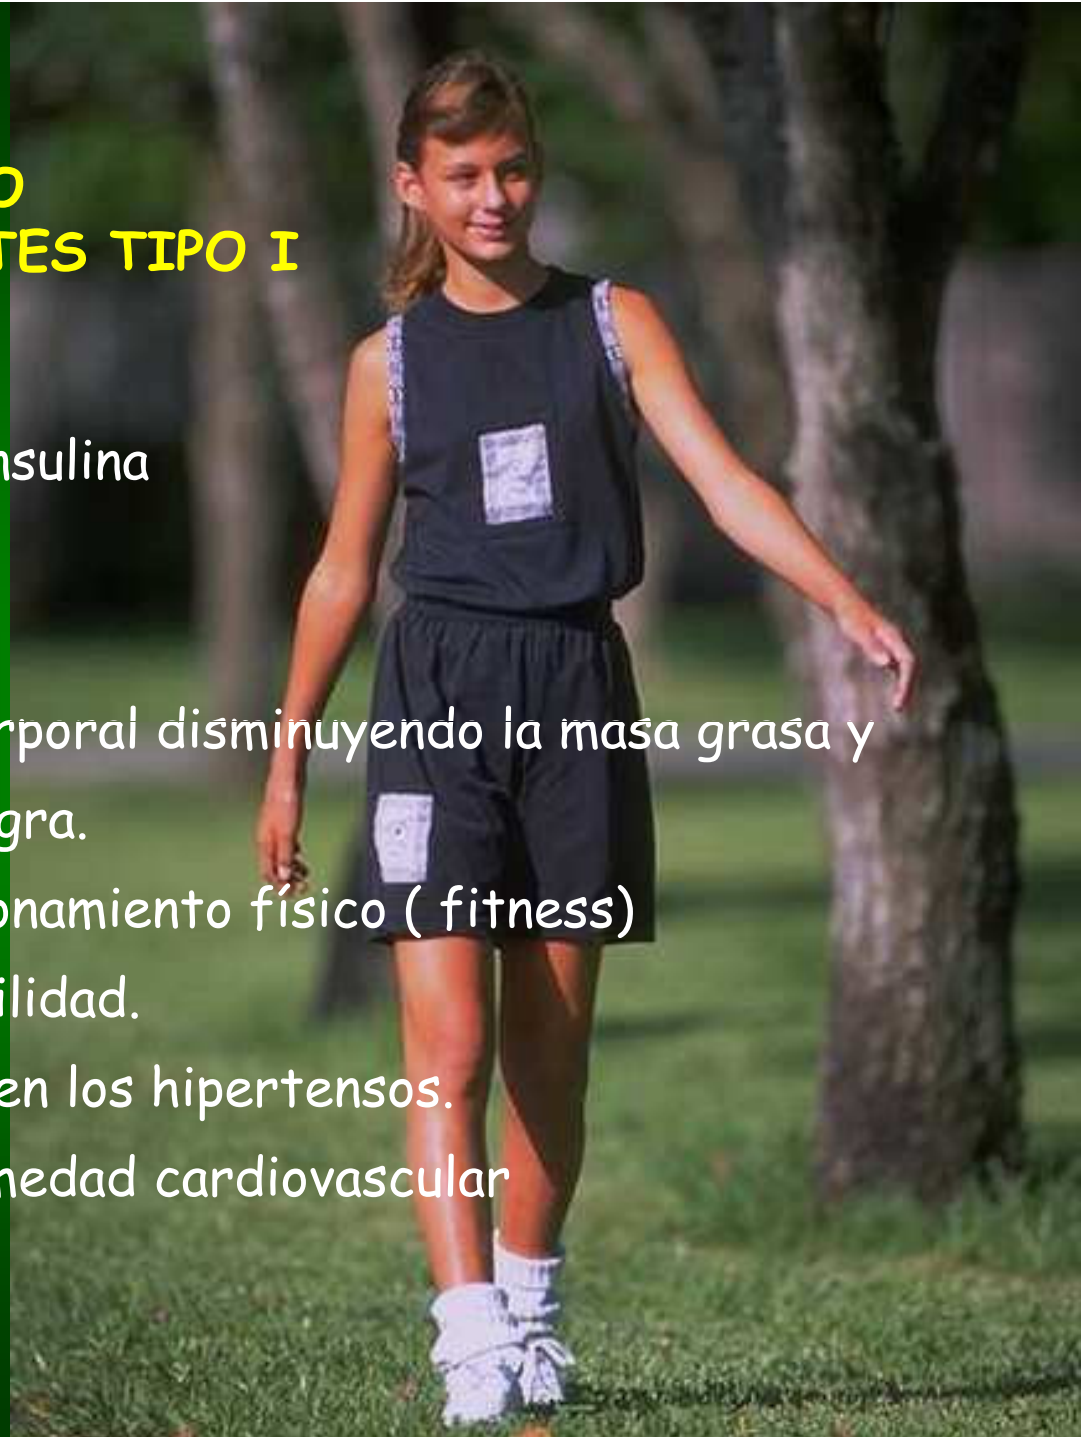 O
TES TIPO I
nsulina
rporal disminuyendo la masa grasa y
gra.
onamiento físico ( fitness)
ilidad.
en los hipertensos.
medad cardiovascular